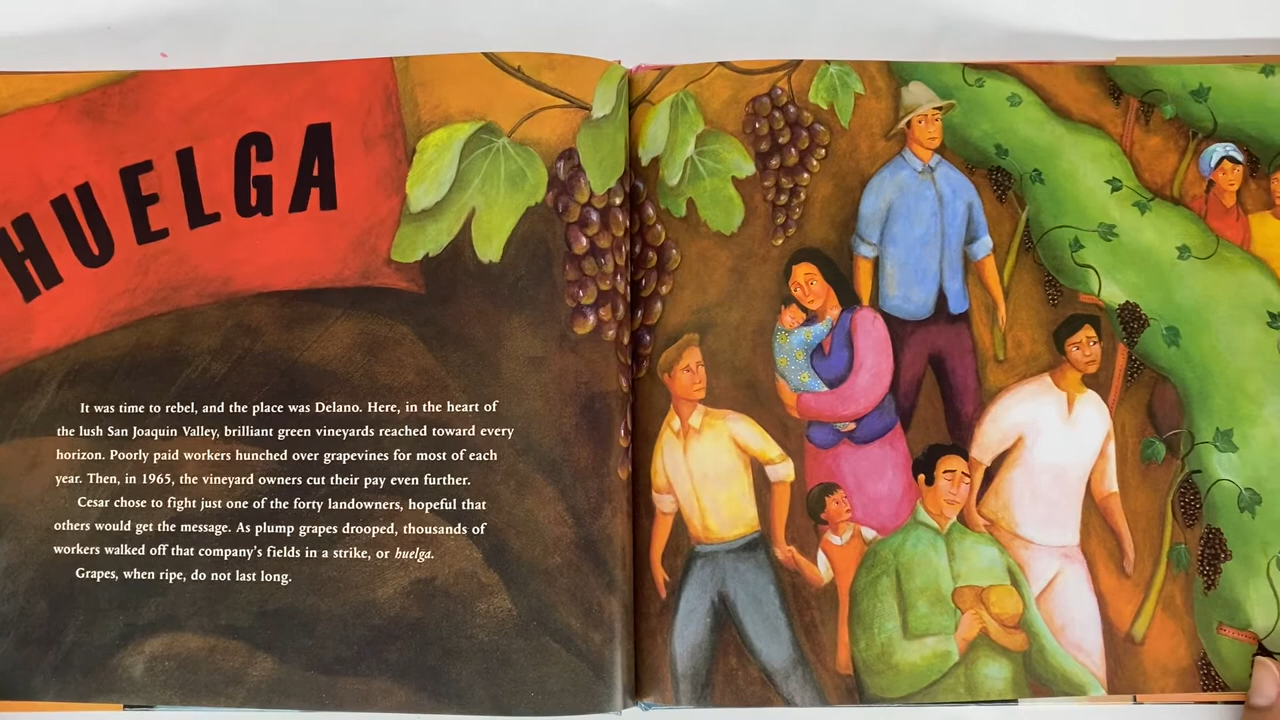 HUELGA
It was time to rebel, and the place was Delano. Here, in the heart of
the lush San Joaquin Valley, brilliant green vineyards reached toward every
horizon. Poorly paid workers hunched over grapevines for most of each
year. Then, in 1965, the vineyard owners cut their pay even further.
Cesar chose to fight just one of the forty landowners, hopeful that
others would get the message. As plump grapes drooped, thousands of
workers walked off that company's fields in a strike, or huelga.
Grapes, when ripe, do not last long.